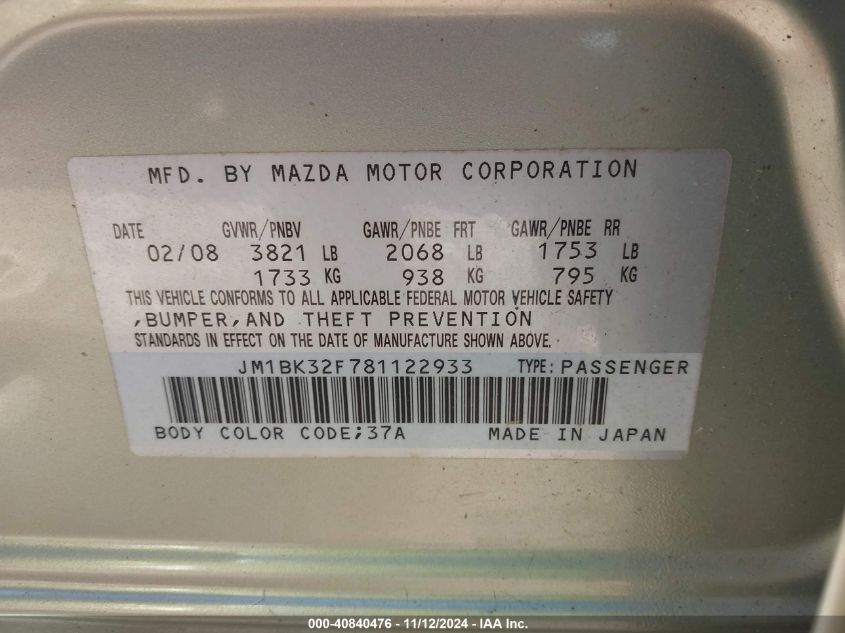 MFD. BY MAZDA MOTOR CORPORATION
DATE GVWR/PNBV GAWR/PNBE FRT GAWR/PNBE RR
02/08 3821 LB 2068 LB 1753 LB
1733 KG 938 KG 795 KG
THIS VEHICLE CONFORMS TO ALL APPLICABLE FEDERAL MOTOR VEHICLE SAFETY
,BUMPER,AND THEFT PREVENTION
STANDARDS IN EFFECT ON THE DATE OF MANUFACTURE SHOWN ABOVE.
JM1BK32F781122933 TYPE: PASSENGER
BODY COLOR CODE;37A MADE IN JAPAN
000-40840476 - 11/12/2024 - IAA Inc.